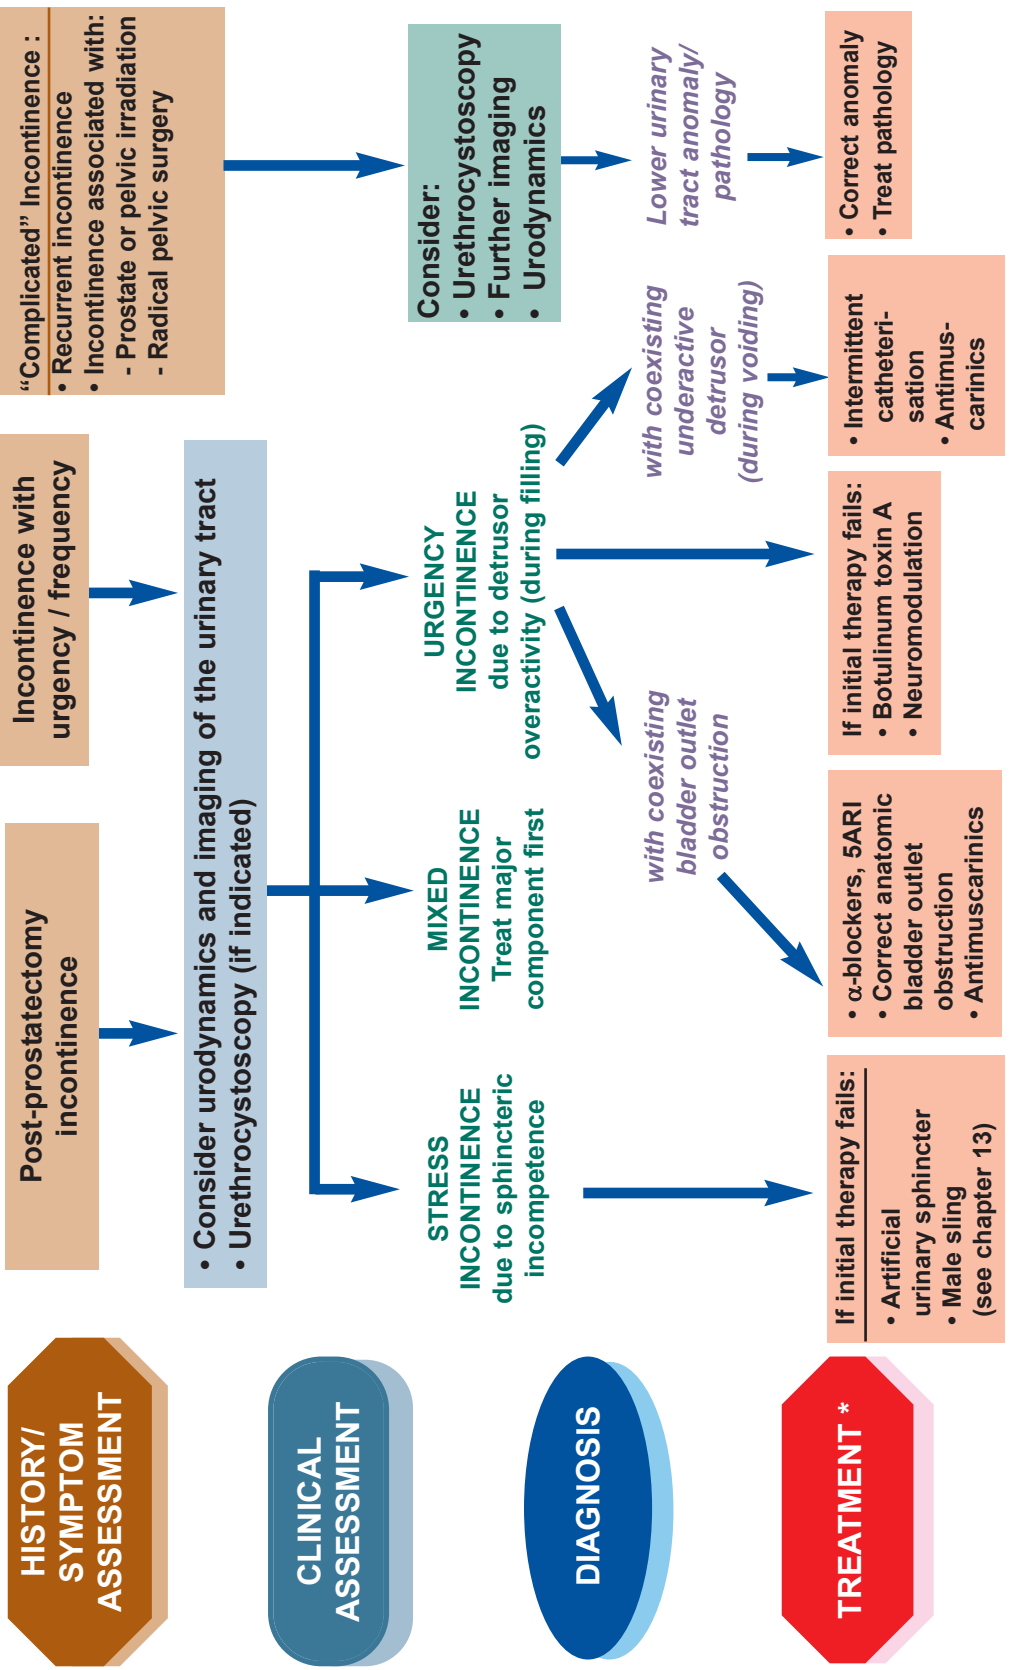 HISTORY/
SYMPTOM
ASSESSMENT
Post-prostatectomy
incontinence
Incontinence with
urgency / frequency
“Complicated” Incontinence :
• Recurrent incontinence
• Incontinence associated with:
- Prostate or pelvic irradiation
- Radical pelvic surgery
CLINICAL
ASSESSMENT
• Consider urodynamics and imaging of the urinary tract
• Urethrocystoscopy (if indicated)
Consider:
• Urethrocystoscopy
• Further imaging
• Urodynamics
DIAGNOSIS
STRESS
INCONTINENCE
due to sphincteric
incompetence
MIXED
INCONTINENCE
Treat major
component first
URGENCY
INCONTINENCE
due to detrusor
overactivity (during filling)
with coexisting
bladder outlet
obstruction
with coexisting
underactive
detrusor
(during voiding)
Lower urinary
tract anomaly/
pathology
TREATMENT *
If initial therapy fails:
• Artificial
urinary sphincter
• Male sling
(see chapter 13)
• α-blockers, 5ARI
• Correct anatomic
bladder outlet
obstruction
• Antimuscarinics
If initial therapy fails:
• Botulinum toxin A
• Neuromodulation
• Intermittent
catheteri-
sation
• Antimus-
carinics
• Correct anomaly
• Treat pathology